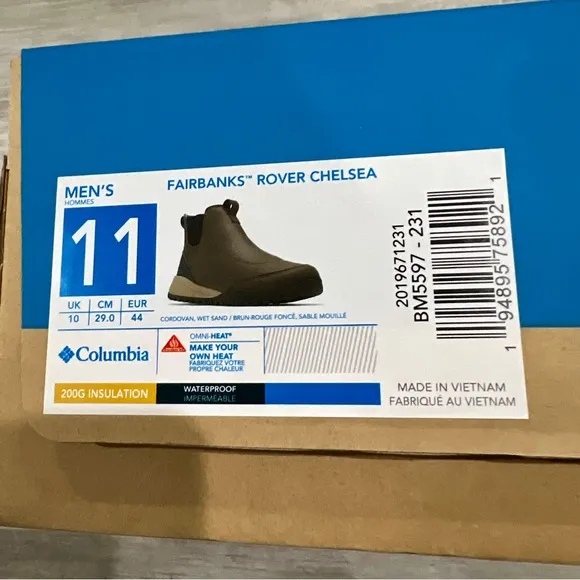 MEN'S
HOMMES
FAIRBANKS™ ROVER CHELSEA
11
UK CM EUR
10 29.0 44
CORDOVAN, WET SAND / BRUN-ROUGE FONCÉ, SABLE MOUILLÉ
Columbia
OMNI-HEAT®
MAKE YOUR
OWN HEAT
FABRIQUEZ VOTRE
PROPRE CHALEUR
200G INSULATION
WATERPROOF
IMPERMÉABLE
2019671231
BM5597 - 231
1 94895 75892 1
MADE IN VIETNAM
FABRIQUÉ AU VIETNAM